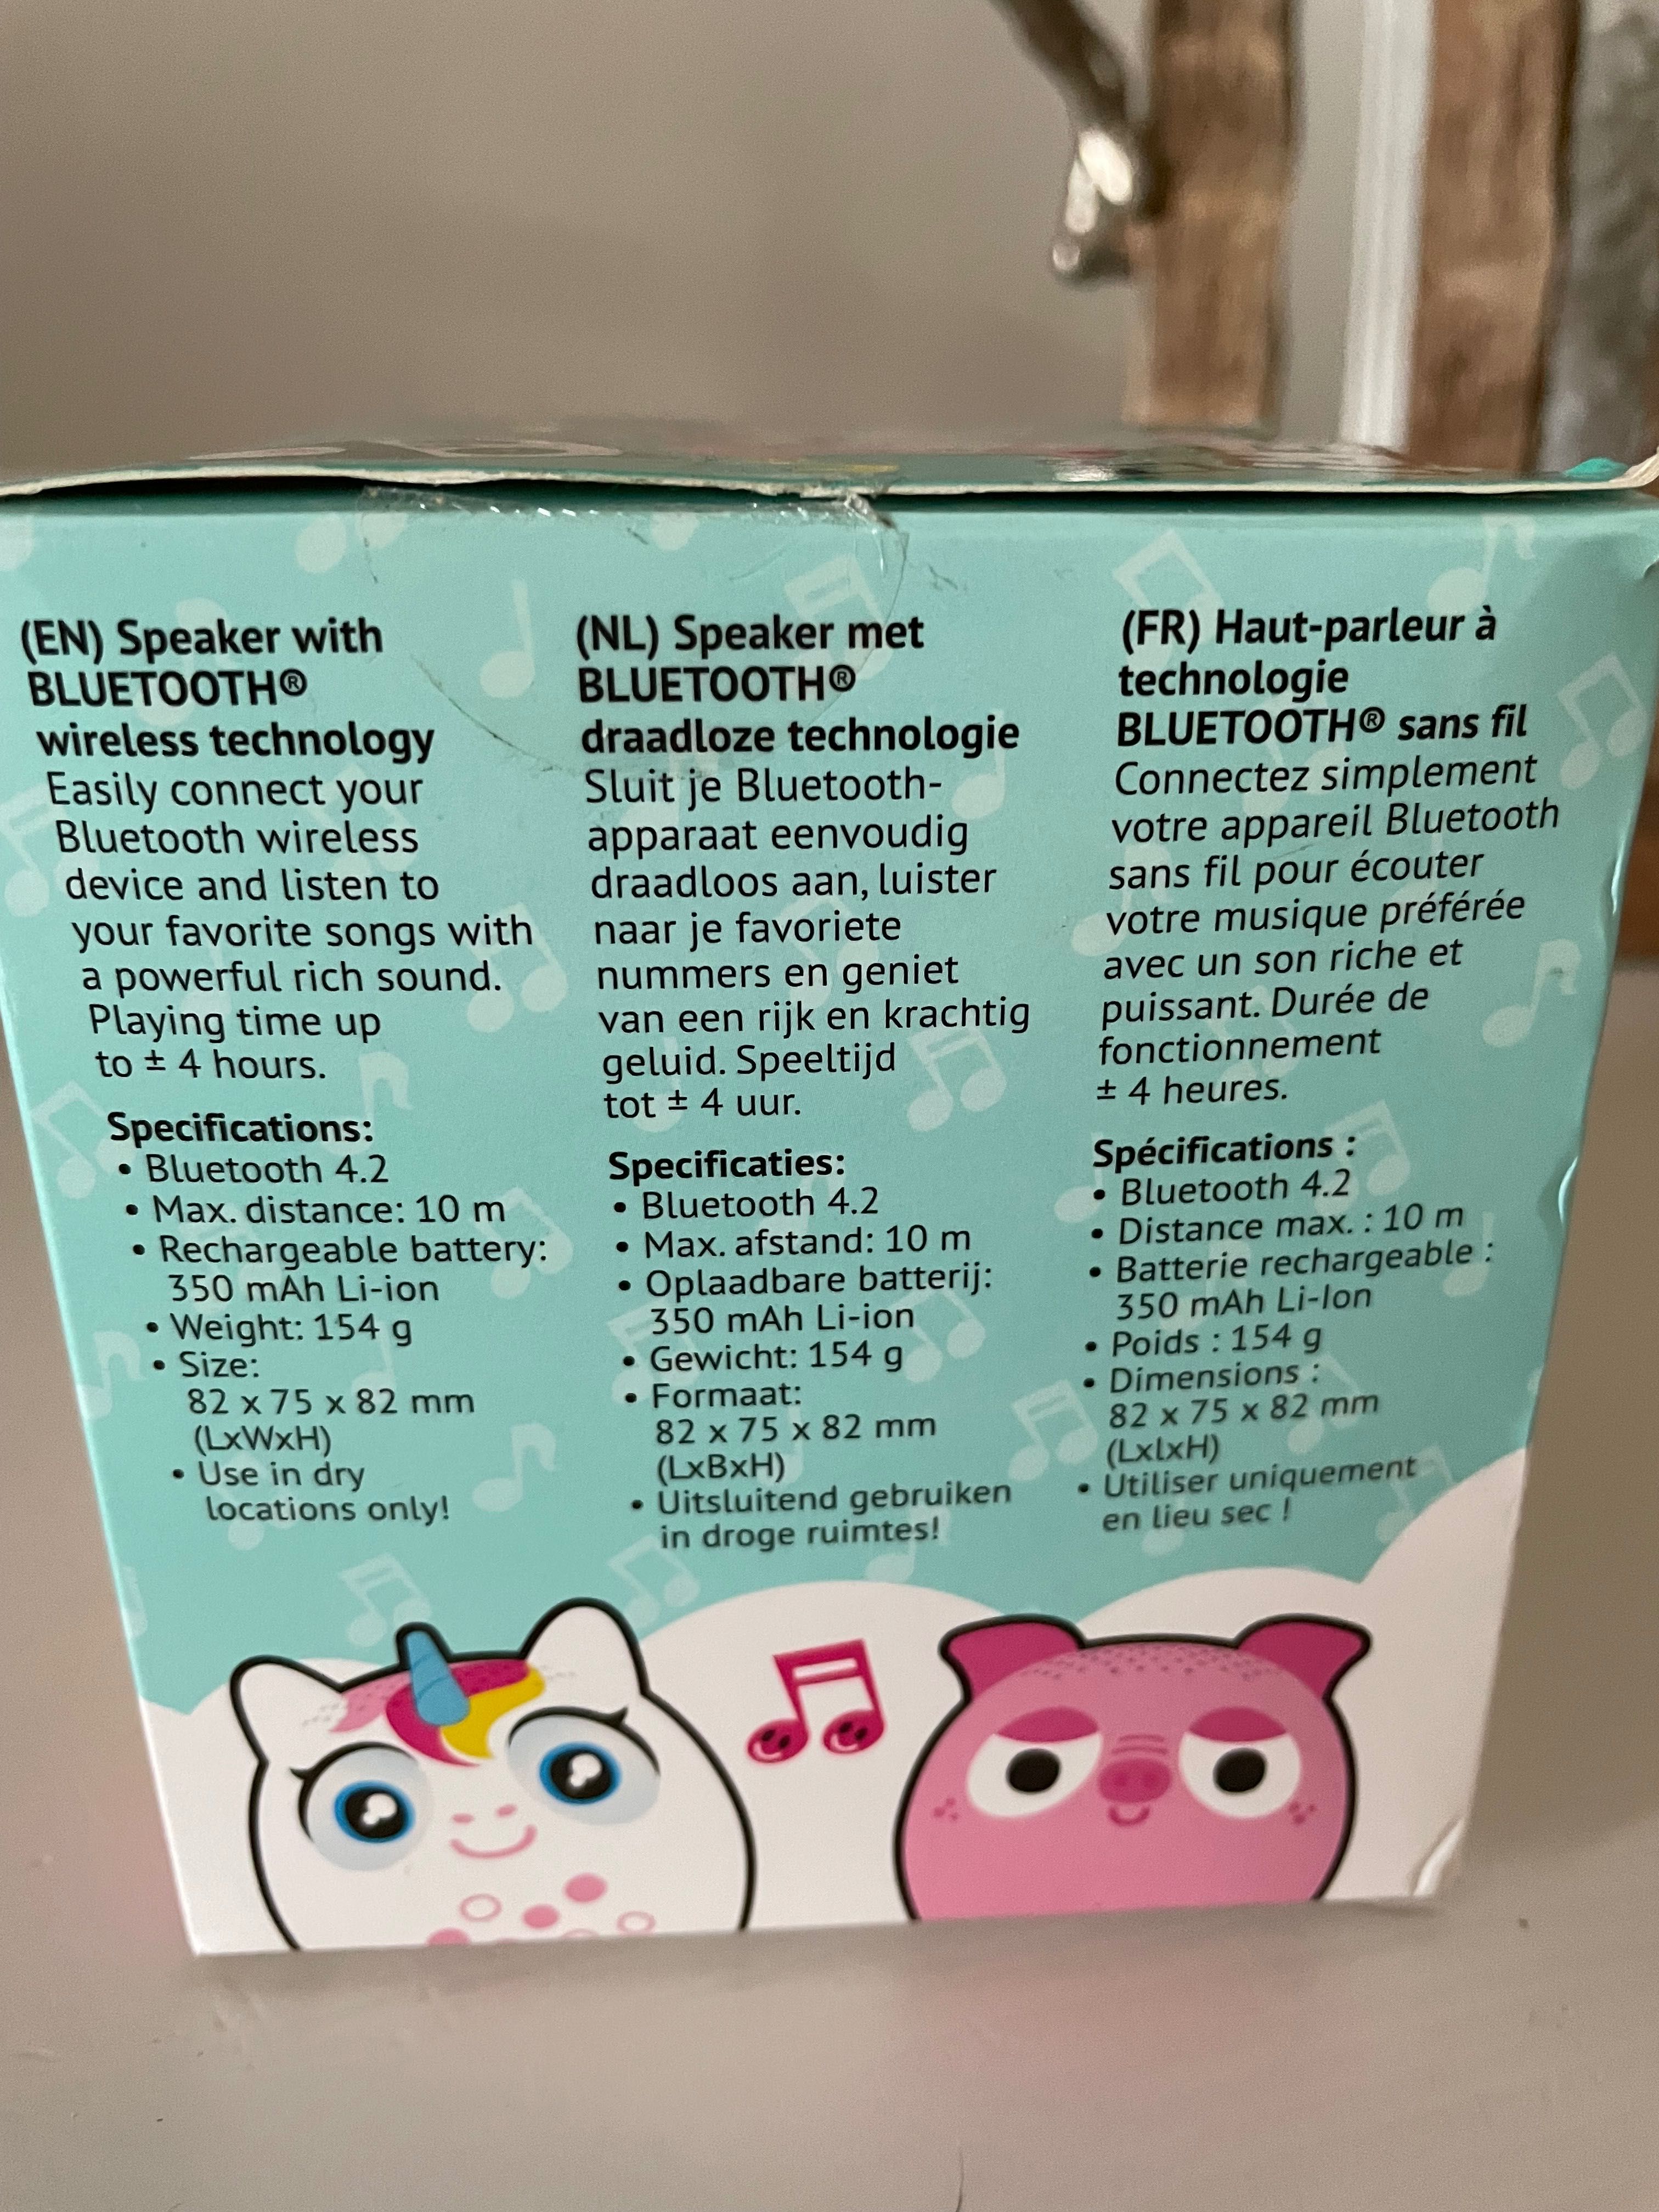 (EN) Speaker with
BLUETOOTH®
wireless technology
Easily connect your
Bluetooth wireless
device and listen to
your favorite songs with
a powerful rich sound.
Playing time up
to ± 4 hours.
Specifications:
• Bluetooth 4.2
• Max. distance: 10 m
• Rechargeable battery:
350 mAh Li-ion
• Weight: 154 g
• Size:
82 x 75 x 82 mm
(LxWxH)
• Use in dry
locations only!
(NL) Speaker met
BLUETOOTH®
draadloze technologie
Sluit je Bluetooth-
apparaat eenvoudig
draadloos aan, luister
naar je favoriete
nummers en geniet
van een rijk en krachtig
geluid. Speeltijd
tot ± 4 uur.
Specificaties:
• Bluetooth 4.2
• Max. afstand: 10 m
• Oplaadbare batterij:
350 mAh Li-ion
• Gewicht: 154 g
• Formaat:
82 x 75 x 82 mm
(LxBxH)
• Uitsluitend gebruiken
in droge ruimtes!
(FR) Haut-parleur à
technologie
BLUETOOTH® sans fil
Connectez simplement
votre appareil Bluetooth
sans fil pour écouter
votre musique préférée
avec un son riche et
puissant. Durée de
fonctionnement
± 4 heures.
Spécifications :
• Bluetooth 4.2
• Distance max. : 10 m
• Batterie rechargeable :
350 mAh Li-Ion
• Poids : 154 g
• Dimensions :
82 x 75 x 82 mm
(LxlxH)
• Utiliser uniquement
en lieu sec !